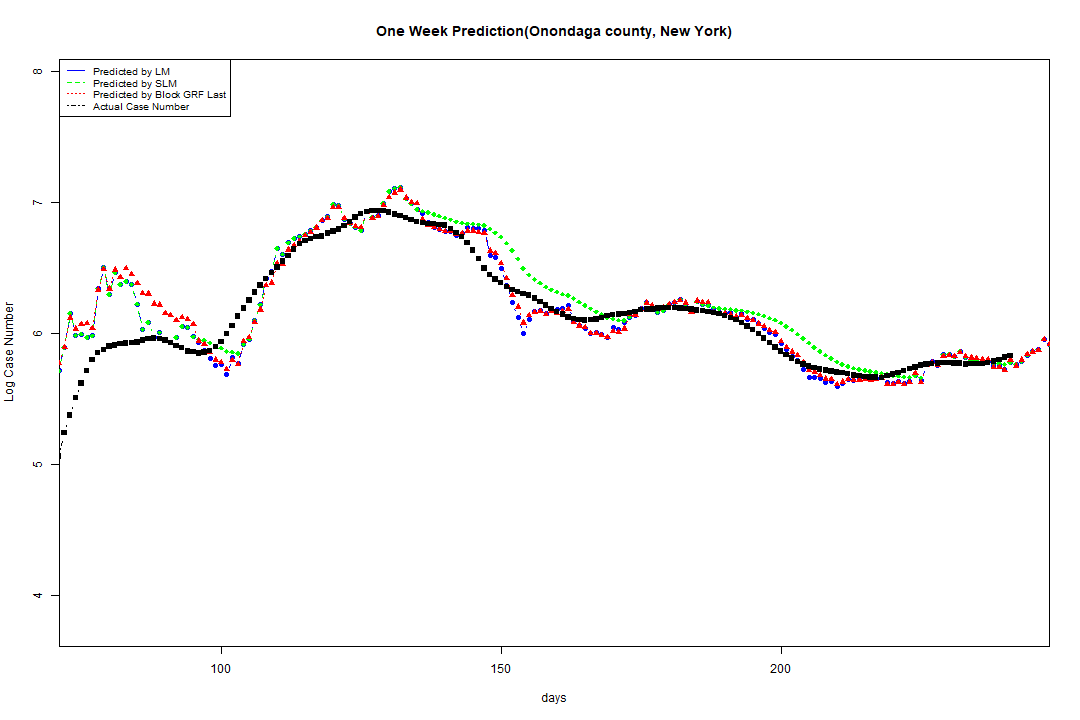 One Week Prediction(Onondaga county, New York)
Predicted by LM
Predicted by SLM
Predicted by Block GRF Last
Actual Case Number
8
7
6
5
4
Log Case Number
100 150 200
days